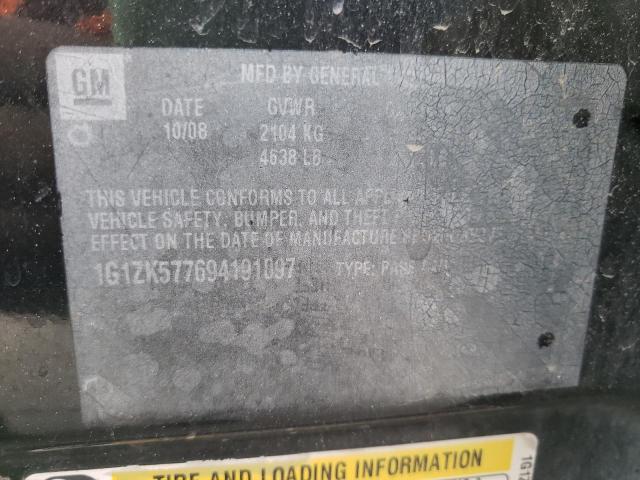 GM
MFD BY GENERAL
DATE GVWR
10/08 2104 KG
4638 LB
THIS VEHICLE CONFORMS TO ALL
VEHICLE SAFETY, BUMPER, AND THEFT
EFFECT ON THE DATE OF MANUFACTURE
1G1ZK577694191097 TYPE: PASS
TIRE AND LOADING INFORMATION